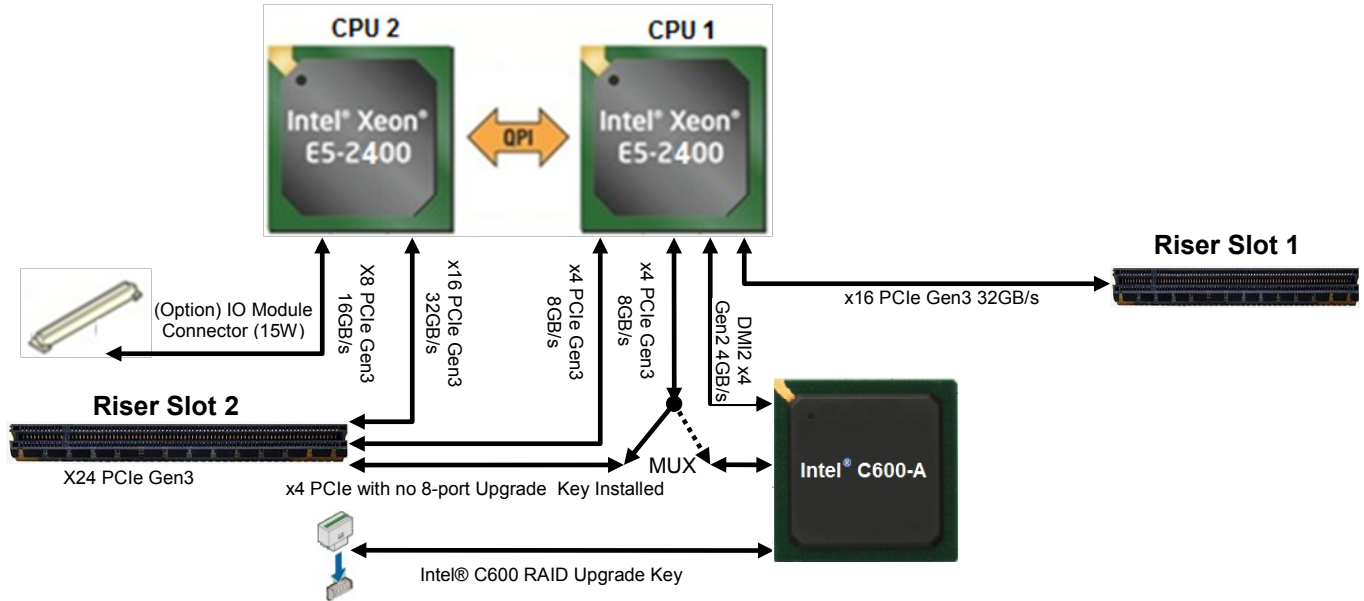 CPU 2
CPU 1
Intel® Xeon®
E5-2400
QPI
Intel® Xeon®
E5-2400
Riser Slot 1
x16 PCIe Gen3 32GB/s
(Option) IO Module
Connector (15W)
X8 PCIe Gen3
16GB/s
x16 PCIe Gen3
32GB/s
x4 PCIe Gen3
8GB/s
x4 PCIe Gen3
8GB/s
DMI2 x4
Gen2 4GB/s
Riser Slot 2
X24 PCIe Gen3
MUX
Intel® C600-A
x4 PCIe with no 8-port Upgrade Key Installed
Intel® C600 RAID Upgrade Key